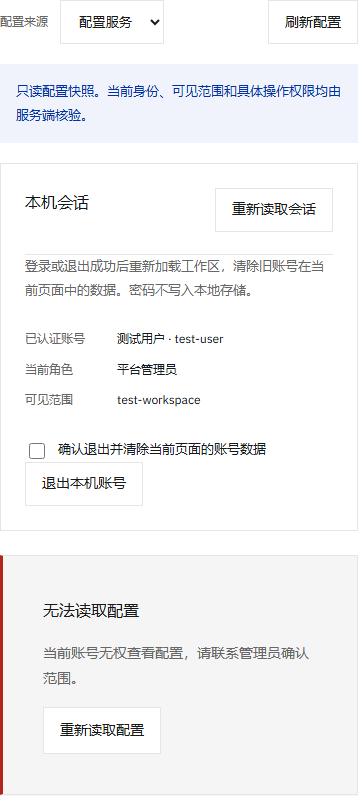 配置来源 配置服务 刷新配置
只读配置快照。当前身份、可见范围和具体操作权限均由
服务端核验。
本机会话 重新读取会话
登录或退出成功后重新加载工作区，清除旧账号在当
前页面中的数据。密码不写入本地存储。
已认证账号 测试用户 · test-user
当前角色 平台管理员
可见范围 test-workspace
确认退出并清除当前页面的账号数据
退出本机账号
无法读取配置
当前账号无权查看配置，请联系管理员确认
范围。
重新读取配置